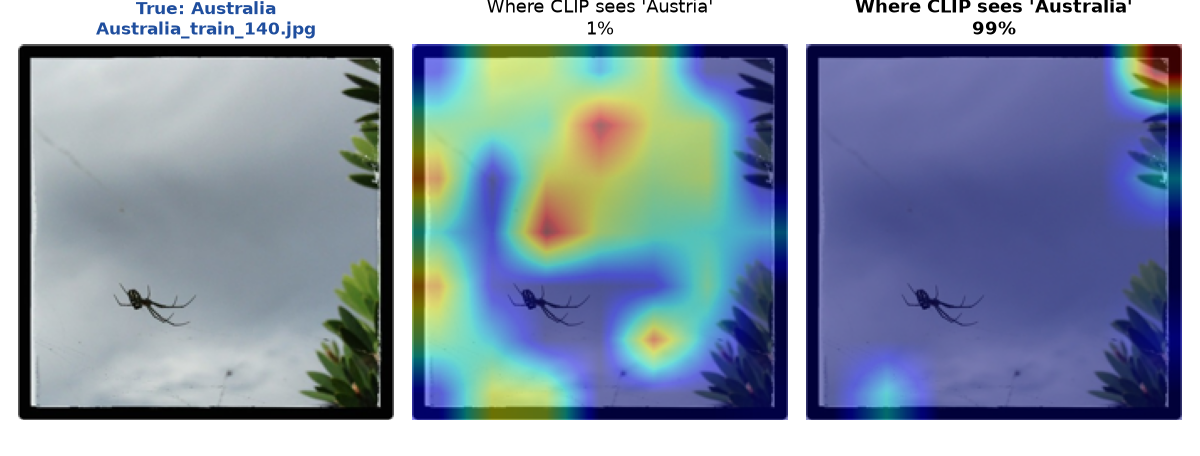 True: Australia
Australia_train_140.jpg
Where CLIP sees 'Austria'
1%
Where CLIP sees 'Australia'
99%